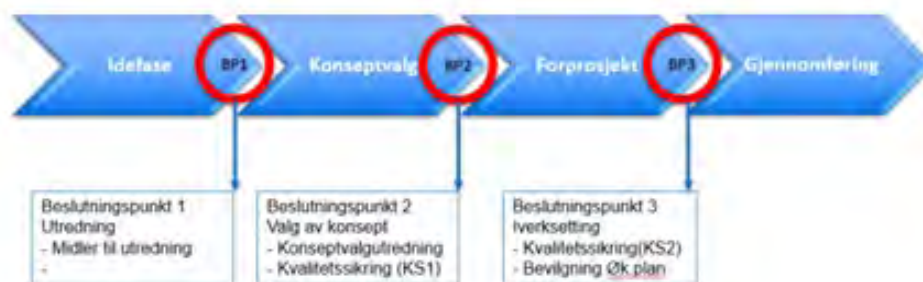 Idefase
BP1
Konseptvalg
BP2
Forprosjekt
BP3
Gjennomføring
Beslutningspunkt 1
Utredning
- Midler til utredning
-
Beslutningspunkt 2
Valg av konsept
- Konseptvalgutredning
- Kvalitetssikring (KS1)
Beslutningspunkt 3
Iverksetting
- Kvalitetssikring(KS2)
- Bevilgning Øk plan